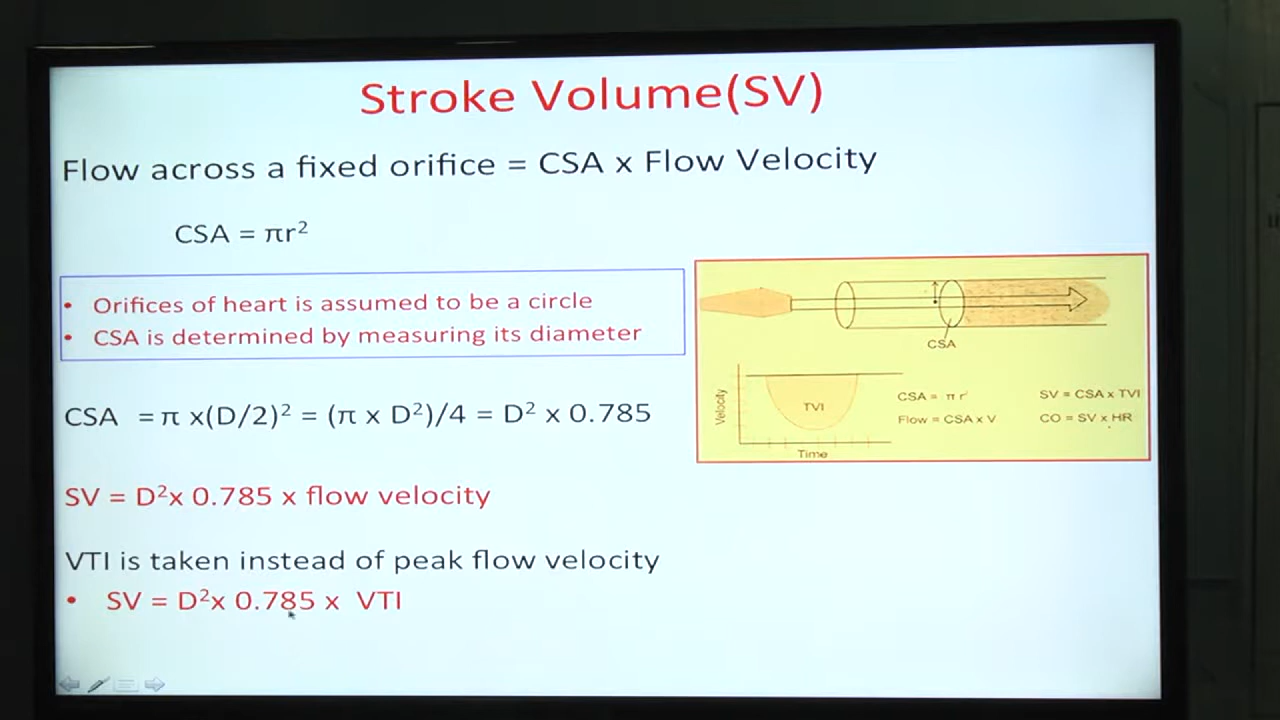 Stroke Volume(SV)
Flow across a fixed orifice = CSA x Flow Velocity
CSA = πr²
• Orifices of heart is assumed to be a circle
• CSA is determined by measuring its diameter
CSA = π x(D/2)² = (π x D²)/4 = D² x 0.785
SV = D²x 0.785 x flow velocity
VTI is taken instead of peak flow velocity
• SV = D²x 0.785 x VTI
CSA
Velocity
TVI
Time
CSA = π r²
Flow = CSA x V
SV = CSA x TVI
CO = SV x HR